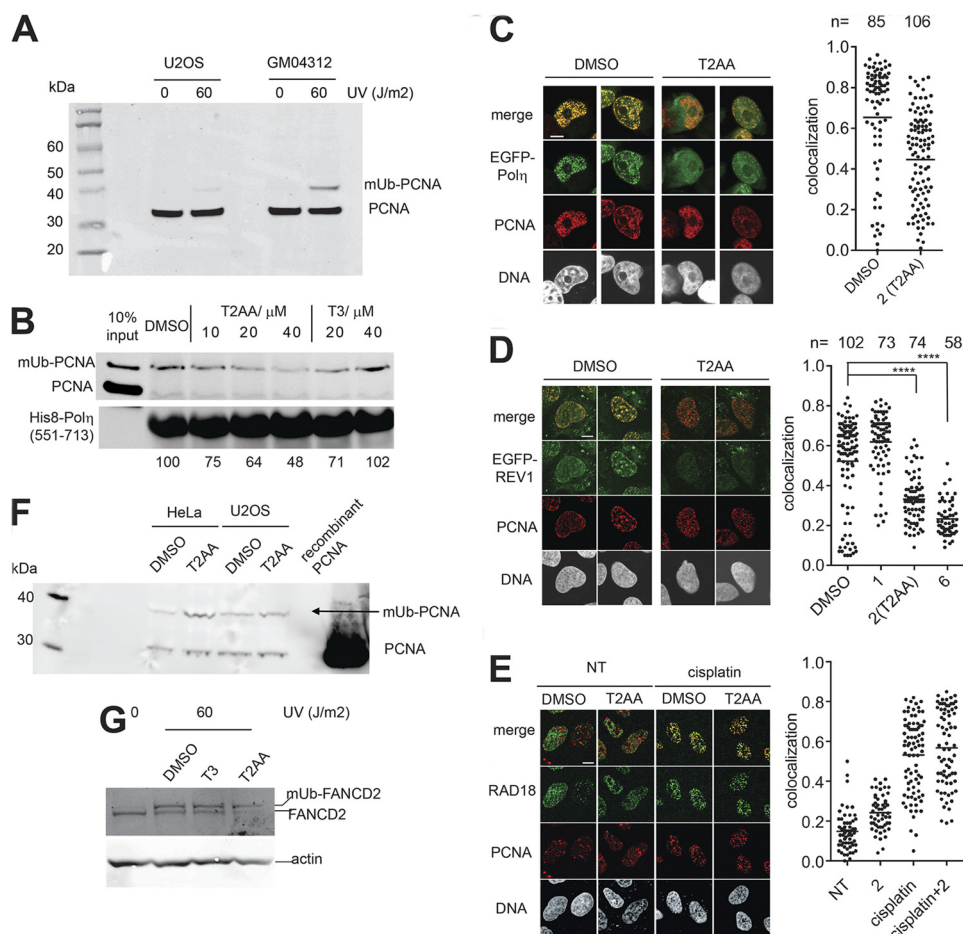 A
U2OS GM04312
kDa 0 60 0 60 UV (J/m2)
60
50
40 mUb-PCNA
30 PCNA
20
B
10% input DMSO T2AA/ μM T3/ μM
10 20 40 20 40
mUb-PCNA
PCNA
His8-Polη
(551-713)
100 75 64 48 71 102
F
HeLa U2OS
DMSO T2AA DMSO T2AA recombinant PCNA
kDa
40 mUb-PCNA
30 PCNA
G
0 60 UV (J/m2)
DMSO T3 T2AA
mUb-FANCD2
FANCD2
actin
C
DMSO T2AA
merge
EGFP-
Polη
PCNA
DNA
n= 85 106
colocalization
1.0
0.8
0.6
0.4
0.2
0.0
DMSO 2 (T2AA)
D
DMSO T2AA
merge
EGFP-
REV1
PCNA
DNA
n= 102 73 74 58
****
****
colocalization
1.0
0.8
0.6
0.4
0.2
0.0
DMSO 1 2(T2AA) 6
E
NT cisplatin
DMSO T2AA DMSO T2AA
merge
RAD18
PCNA
DNA
colocalization
1.0
0.8
0.6
0.4
0.2
0.0
NT 2 cisplatin cisplatin+2